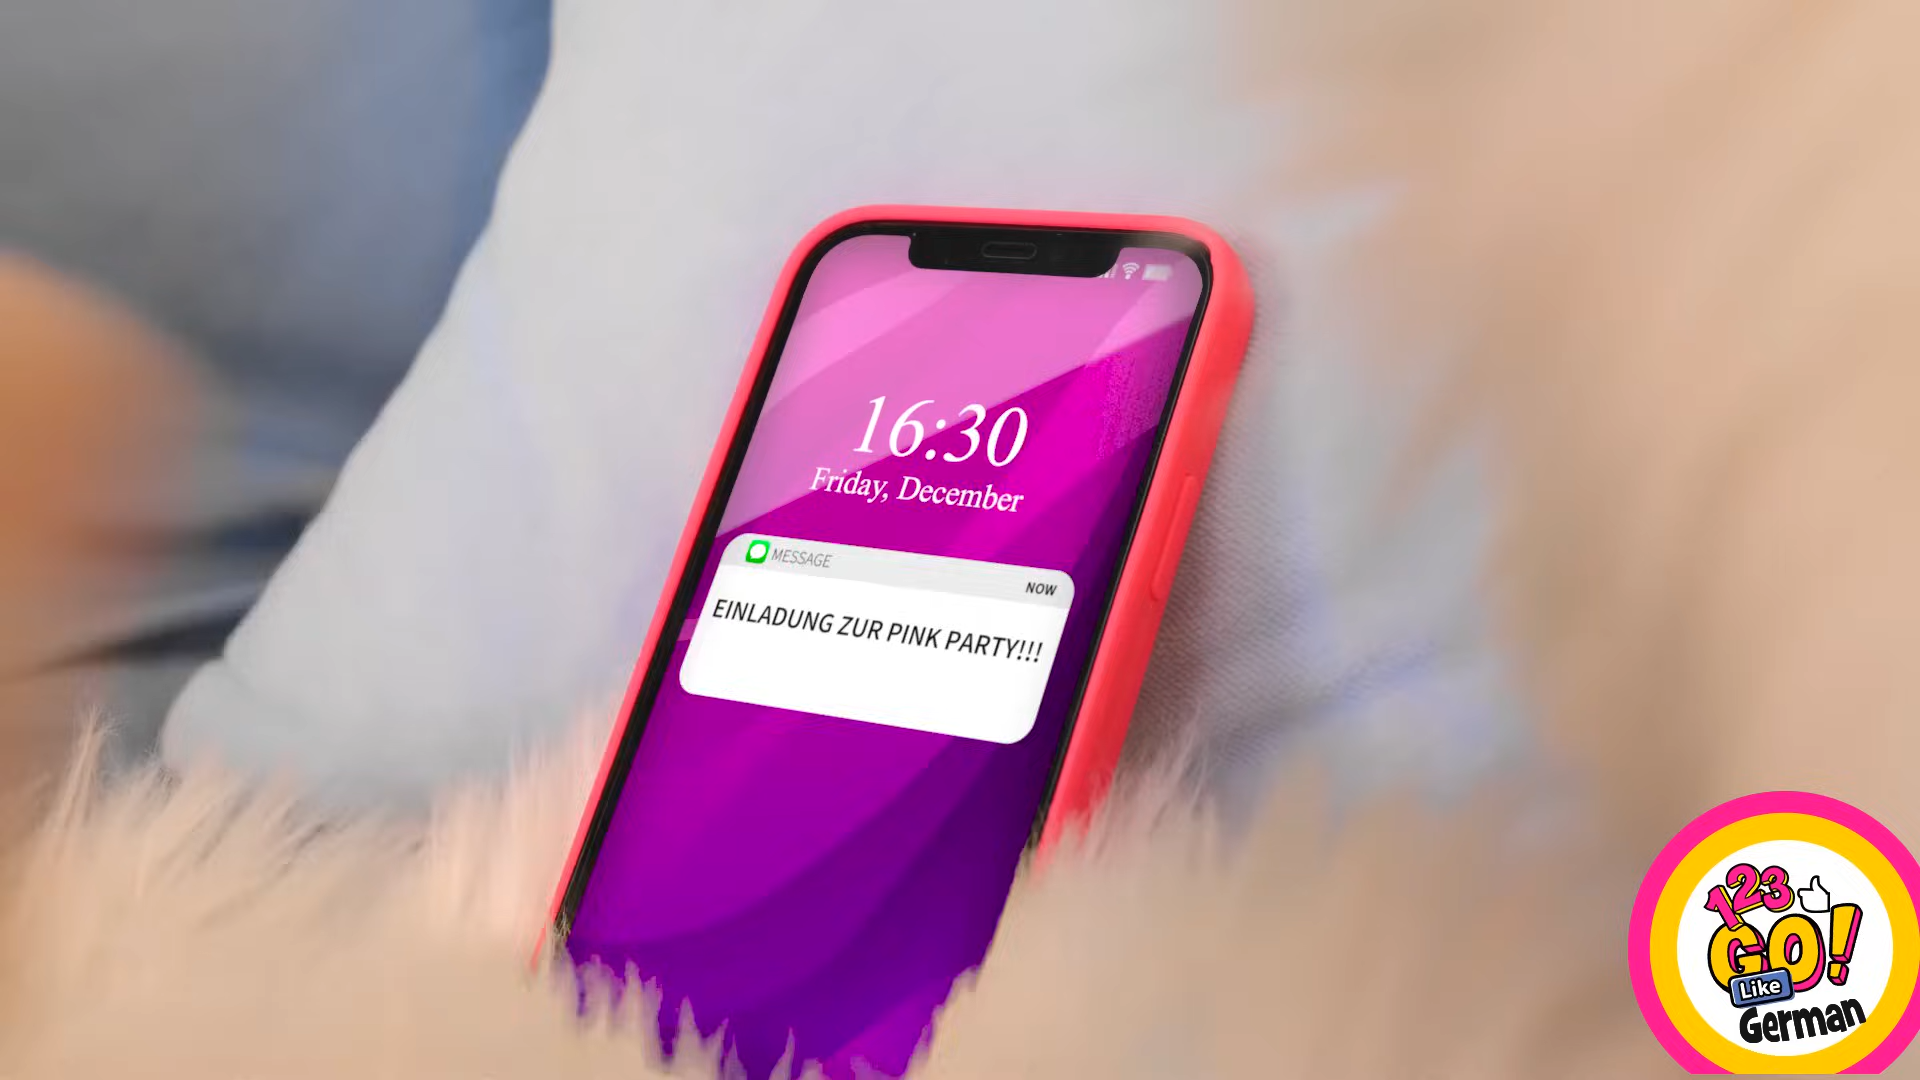 16:30
Friday, December
MESSAGE
NOW
EINLADUNG ZUR PINK PARTY!!!
123
GO!
Like
German